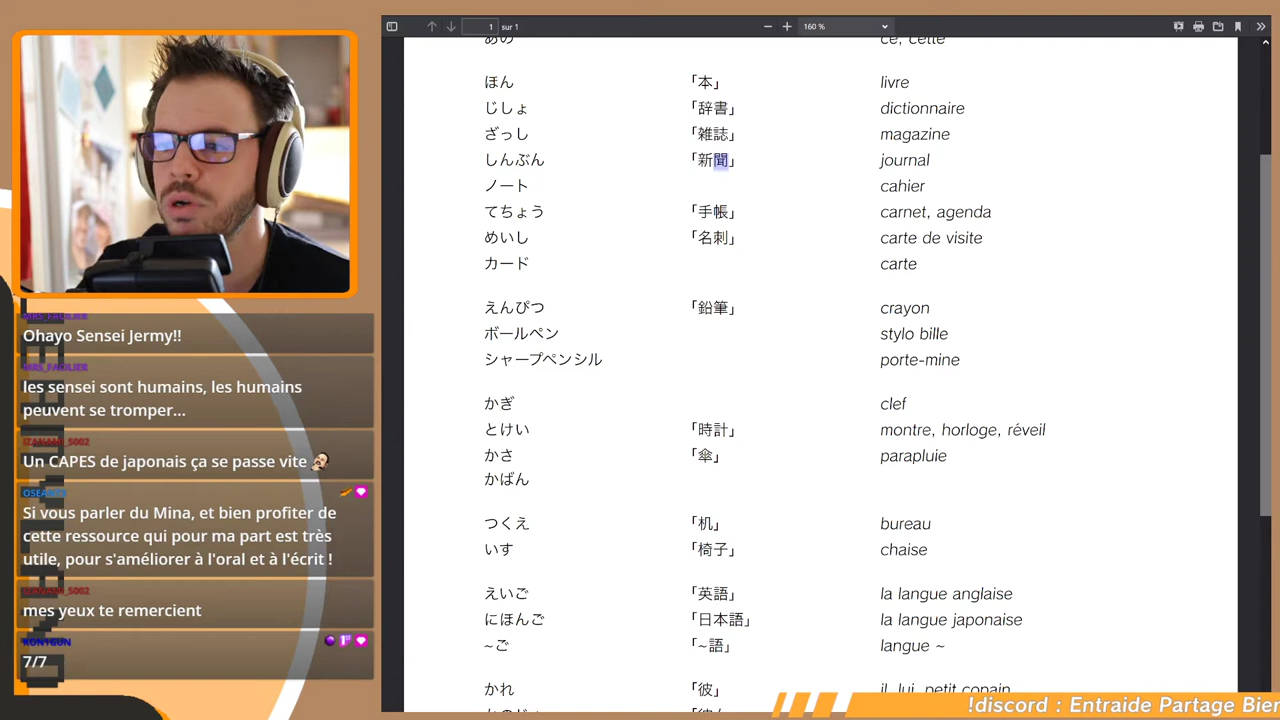 1 sur 1 160 %
あの ce, cette
ほん 「本」 livre
じしょ 「辞書」 dictionnaire
ざっし 「雑誌」 magazine
しんぶん 「新聞」 journal
ノート cahier
てちょう 「手帳」 carnet, agenda
めいし 「名刺」 carte de visite
カード carte
えんぴつ 「鉛筆」 crayon
ボールペン stylo bille
シャープペンシル porte-mine
かぎ clef
とけい 「時計」 montre, horloge, réveil
かさ 「傘」 parapluie
かばん
つくえ 「机」 bureau
いす 「椅子」 chaise
えいご 「英語」 la langue anglaise
にほんご 「日本語」 la langue japonaise
~ご 「~語」 langue ~
かれ 「彼」 il, lui, petit copain
Ohayo Sensei Jermy!!
les sensei sont humains, les humains
peuvent se tromper...
IZANAMI_5002
Un CAPES de japonais ça se passe vite
Si vous parler du Mina, et bien profiter de
cette ressource qui pour ma part est très
utile, pour s'améliorer à l'oral et à l'écrit !
IZANAMI_5002
mes yeux te remercient
7/7
!discord : Entraide Partage Bien